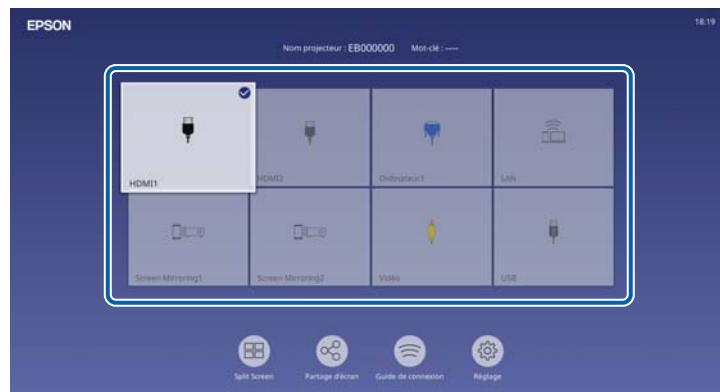 EPSON
18:19
Nom projecteur : EB000000 Mot-clé : ----
HDMI1
HDMI2
Ordinateur1
LAN
Screen Mirroring1
Screen Mirroring2
Vidéo
USB
Split Screen
Partage d'écran
Guide de connexion
Réglage